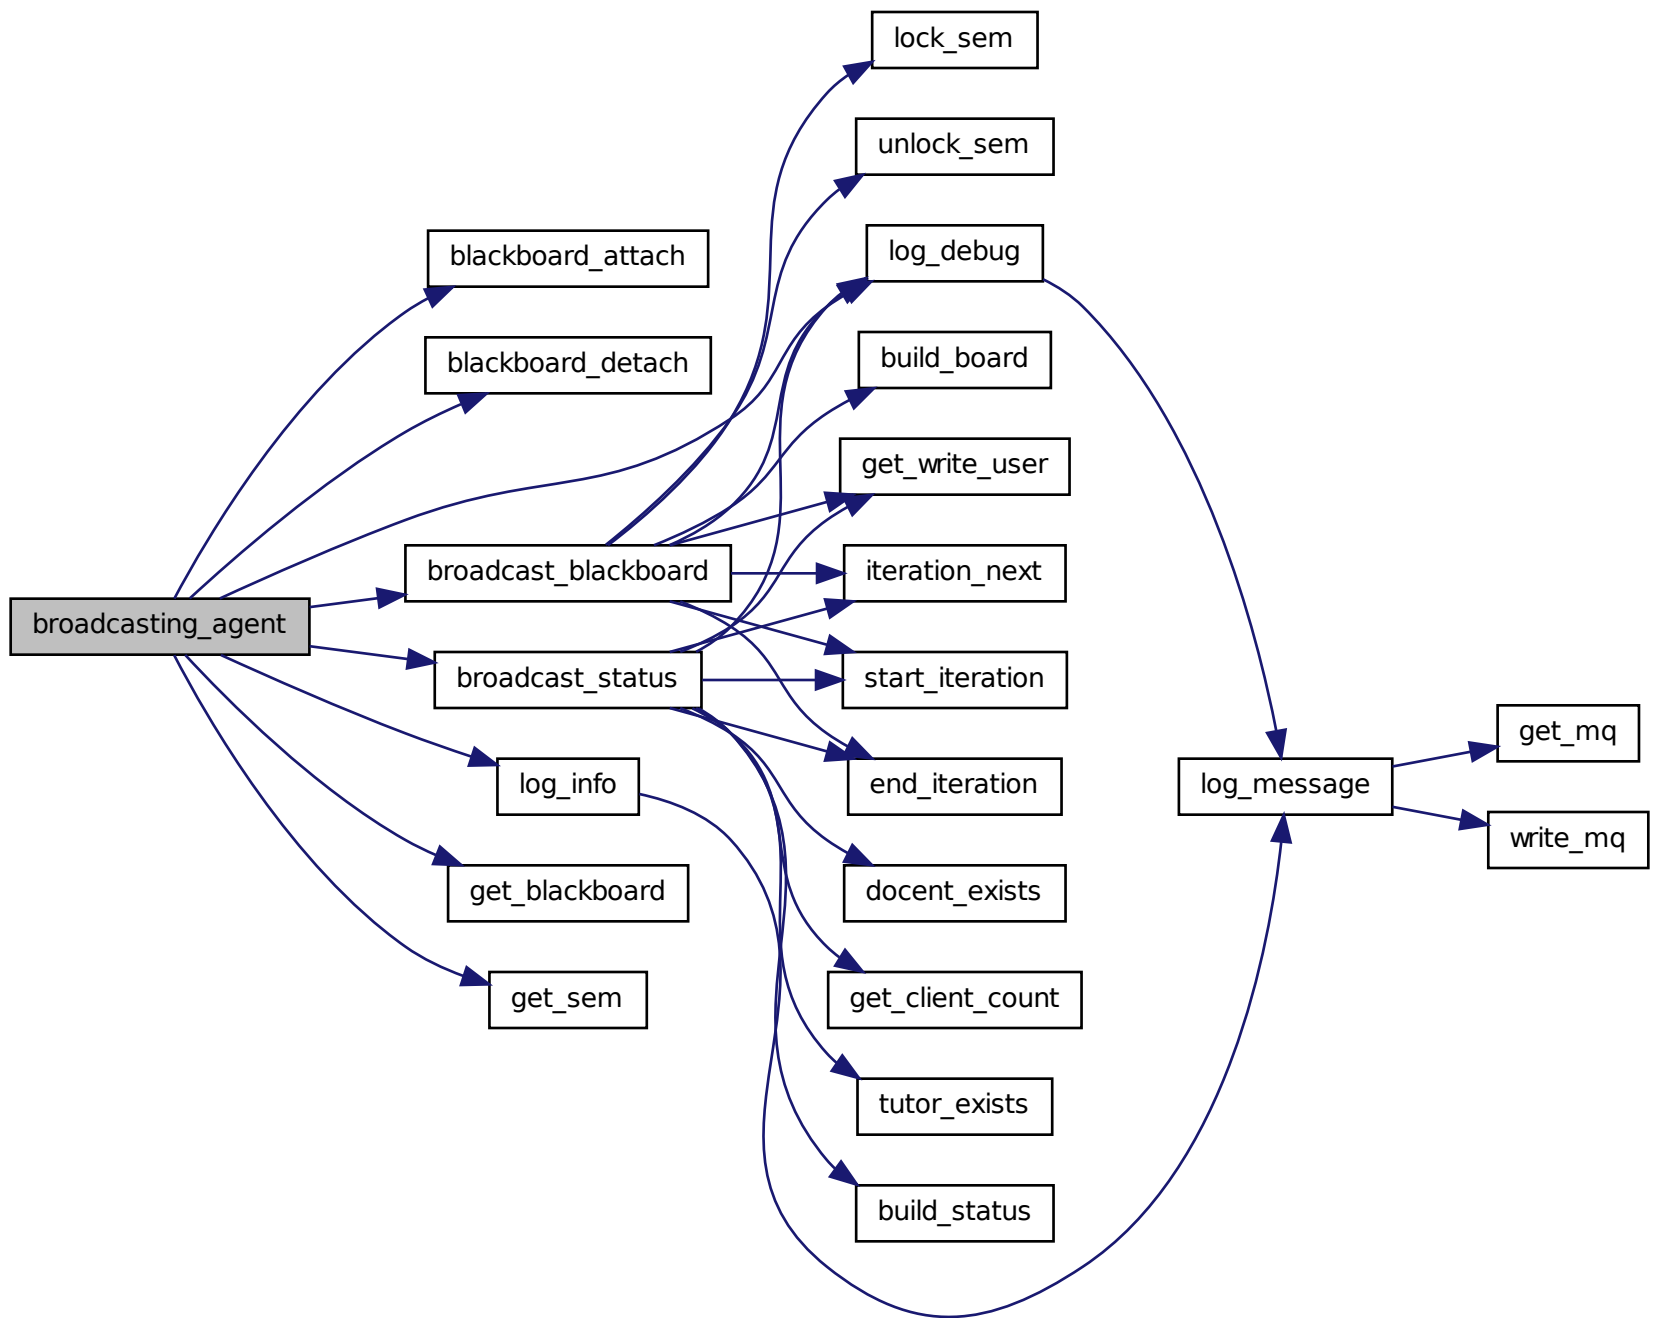 broadcasting_agent
blackboard_attach
blackboard_detach
broadcast_blackboard
broadcast_status
log_info
get_blackboard
get_sem
lock_sem
unlock_sem
log_debug
build_board
get_write_user
iteration_next
start_iteration
end_iteration
docent_exists
get_client_count
tutor_exists
build_status
log_message
get_mq
write_mq